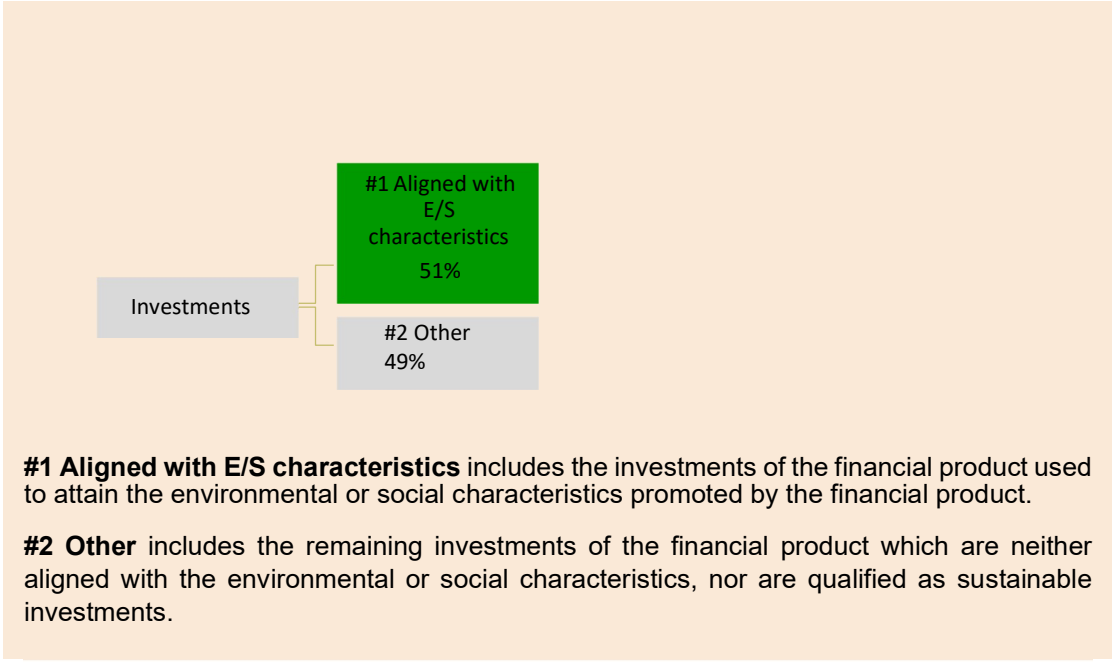 #1 Aligned with
E/S
characteristics
51%
Investments
#2 Other
49%
#1 Aligned with E/S characteristics includes the investments of the financial product used
to attain the environmental or social characteristics promoted by the financial product.
#2 Other includes the remaining investments of the financial product which are neither
aligned with the environmental or social characteristics, nor are qualified as sustainable
investments.